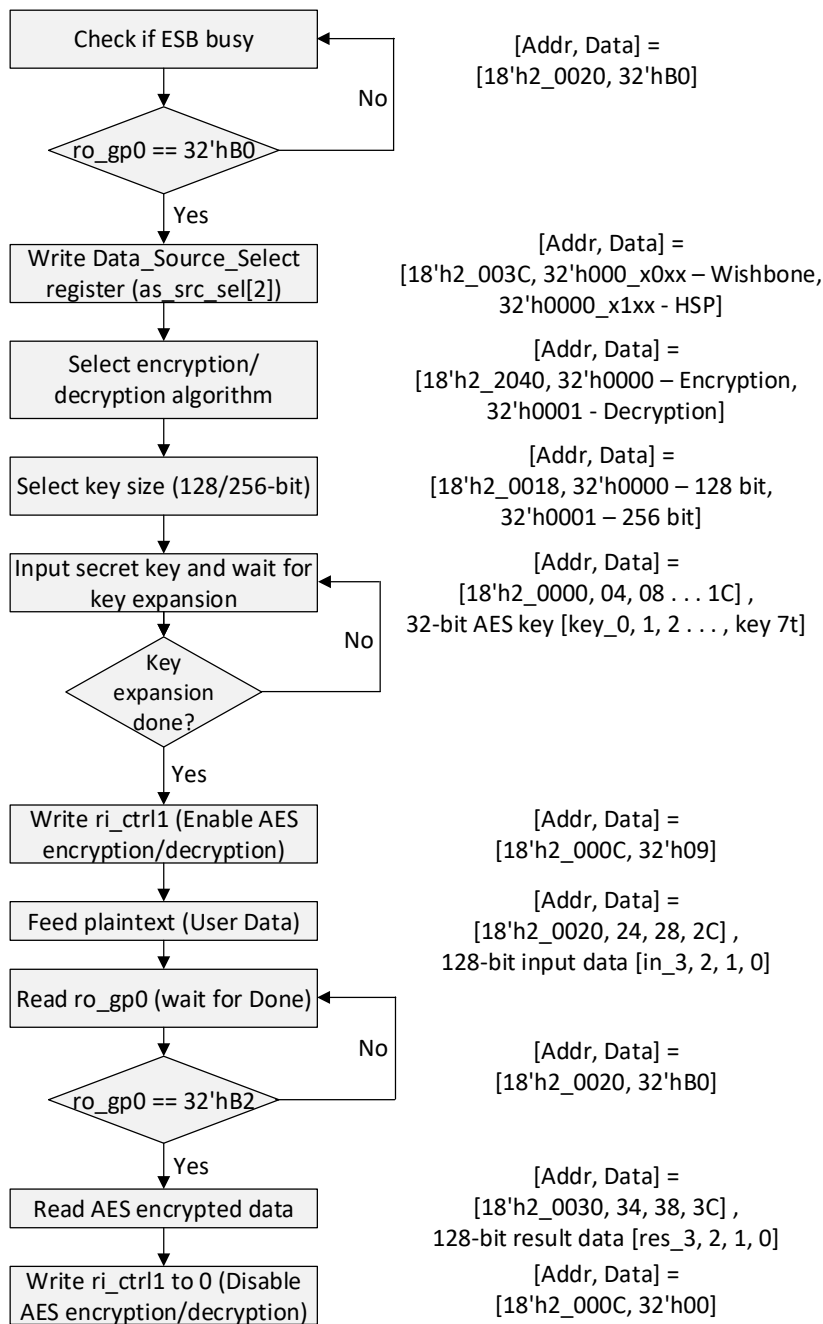 Check if ESB busy
[Addr, Data] =
[18'h2_0020, 32'hB0]
No
ro_gp0 == 32'hB0
Yes
Write Data_Source_Select
register (as_src_sel[2])
[Addr, Data] =
[18'h2_003C, 32'h000_x0xx – Wishbone,
32'h0000_x1xx - HSP]
Select encryption/
decryption algorithm
[Addr, Data] =
[18'h2_2040, 32'h0000 – Encryption,
32'h0001 - Decryption]
Select key size (128/256-bit)
[Addr, Data] =
[18'h2_0018, 32'h0000 – 128 bit,
32'h0001 – 256 bit]
Input secret key and wait for
key expansion
[Addr, Data] =
[18'h2_0000, 04, 08 . . . 1C] ,
32-bit AES key [key_0, 1, 2 . . . , key 7t]
No
Key
expansion
done?
Yes
Write ri_ctrl1 (Enable AES
encryption/decryption)
[Addr, Data] =
[18'h2_000C, 32'h09]
Feed plaintext (User Data)
[Addr, Data] =
[18'h2_0020, 24, 28, 2C] ,
128-bit input data [in_3, 2, 1, 0]
Read ro_gp0 (wait for Done)
No
ro_gp0 == 32'hB2
[Addr, Data] =
[18'h2_0020, 32'hB0]
Yes
Read AES encrypted data
[Addr, Data] =
[18'h2_0030, 34, 38, 3C] ,
128-bit result data [res_3, 2, 1, 0]
Write ri_ctrl1 to 0 (Disable
AES encryption/decryption)
[Addr, Data] =
[18'h2_000C, 32'h00]